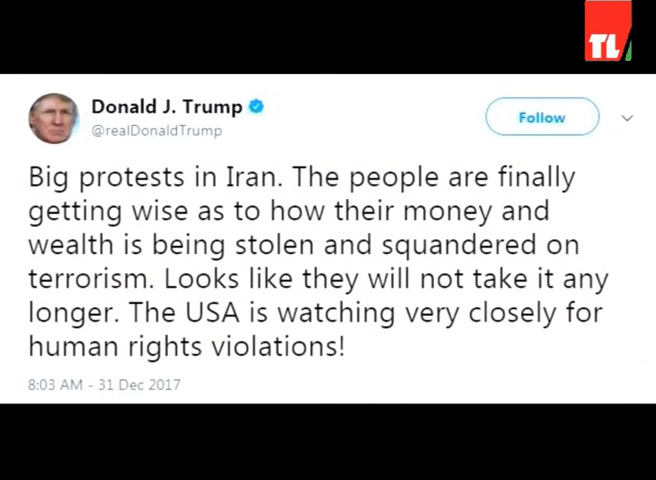 TL
Donald J. Trump
@realDonaldTrump
Follow
Big protests in Iran. The people are finally
getting wise as to how their money and
wealth is being stolen and squandered on
terrorism. Looks like they will not take it any
longer. The USA is watching very closely for
human rights violations!
8:03 AM - 31 Dec 2017